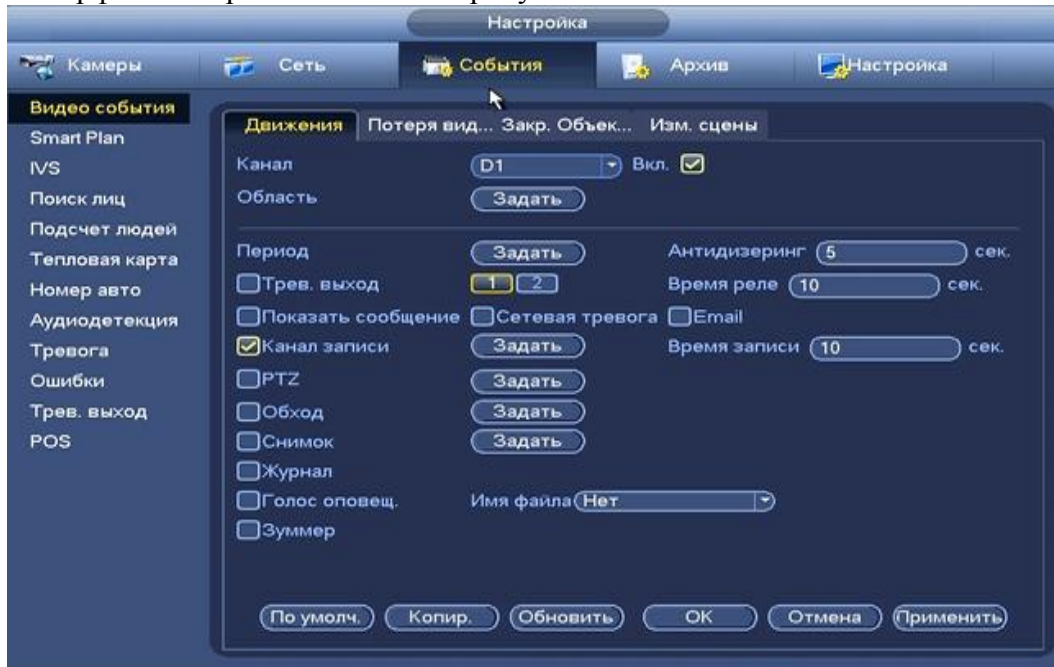 Настройка
Камеры Сеть События Архив Настройка
Видео события
Smart Plan
IVS
Поиск лиц
Подсчет людей
Тепловая карта
Номер авто
Аудиодетекция
Тревога
Ошибки
Трев. выход
POS
Движения Потеря вид... Закр. Объек... Изм. сцены
Канал D1 Вкл.
Область Задать
Период Задать Антидизеринг 5 сек.
Трев. выход 1 2 Время реле 10 сек.
Показать сообщение Сетевая тревога Email
Канал записи Задать Время записи 10 сек.
PTZ Задать
Обход Задать
Снимок Задать
Журнал
Голос оповещ. Имя файла Нет
Зуммер
По умолч. Копир. Обновить OK Отмена Применить